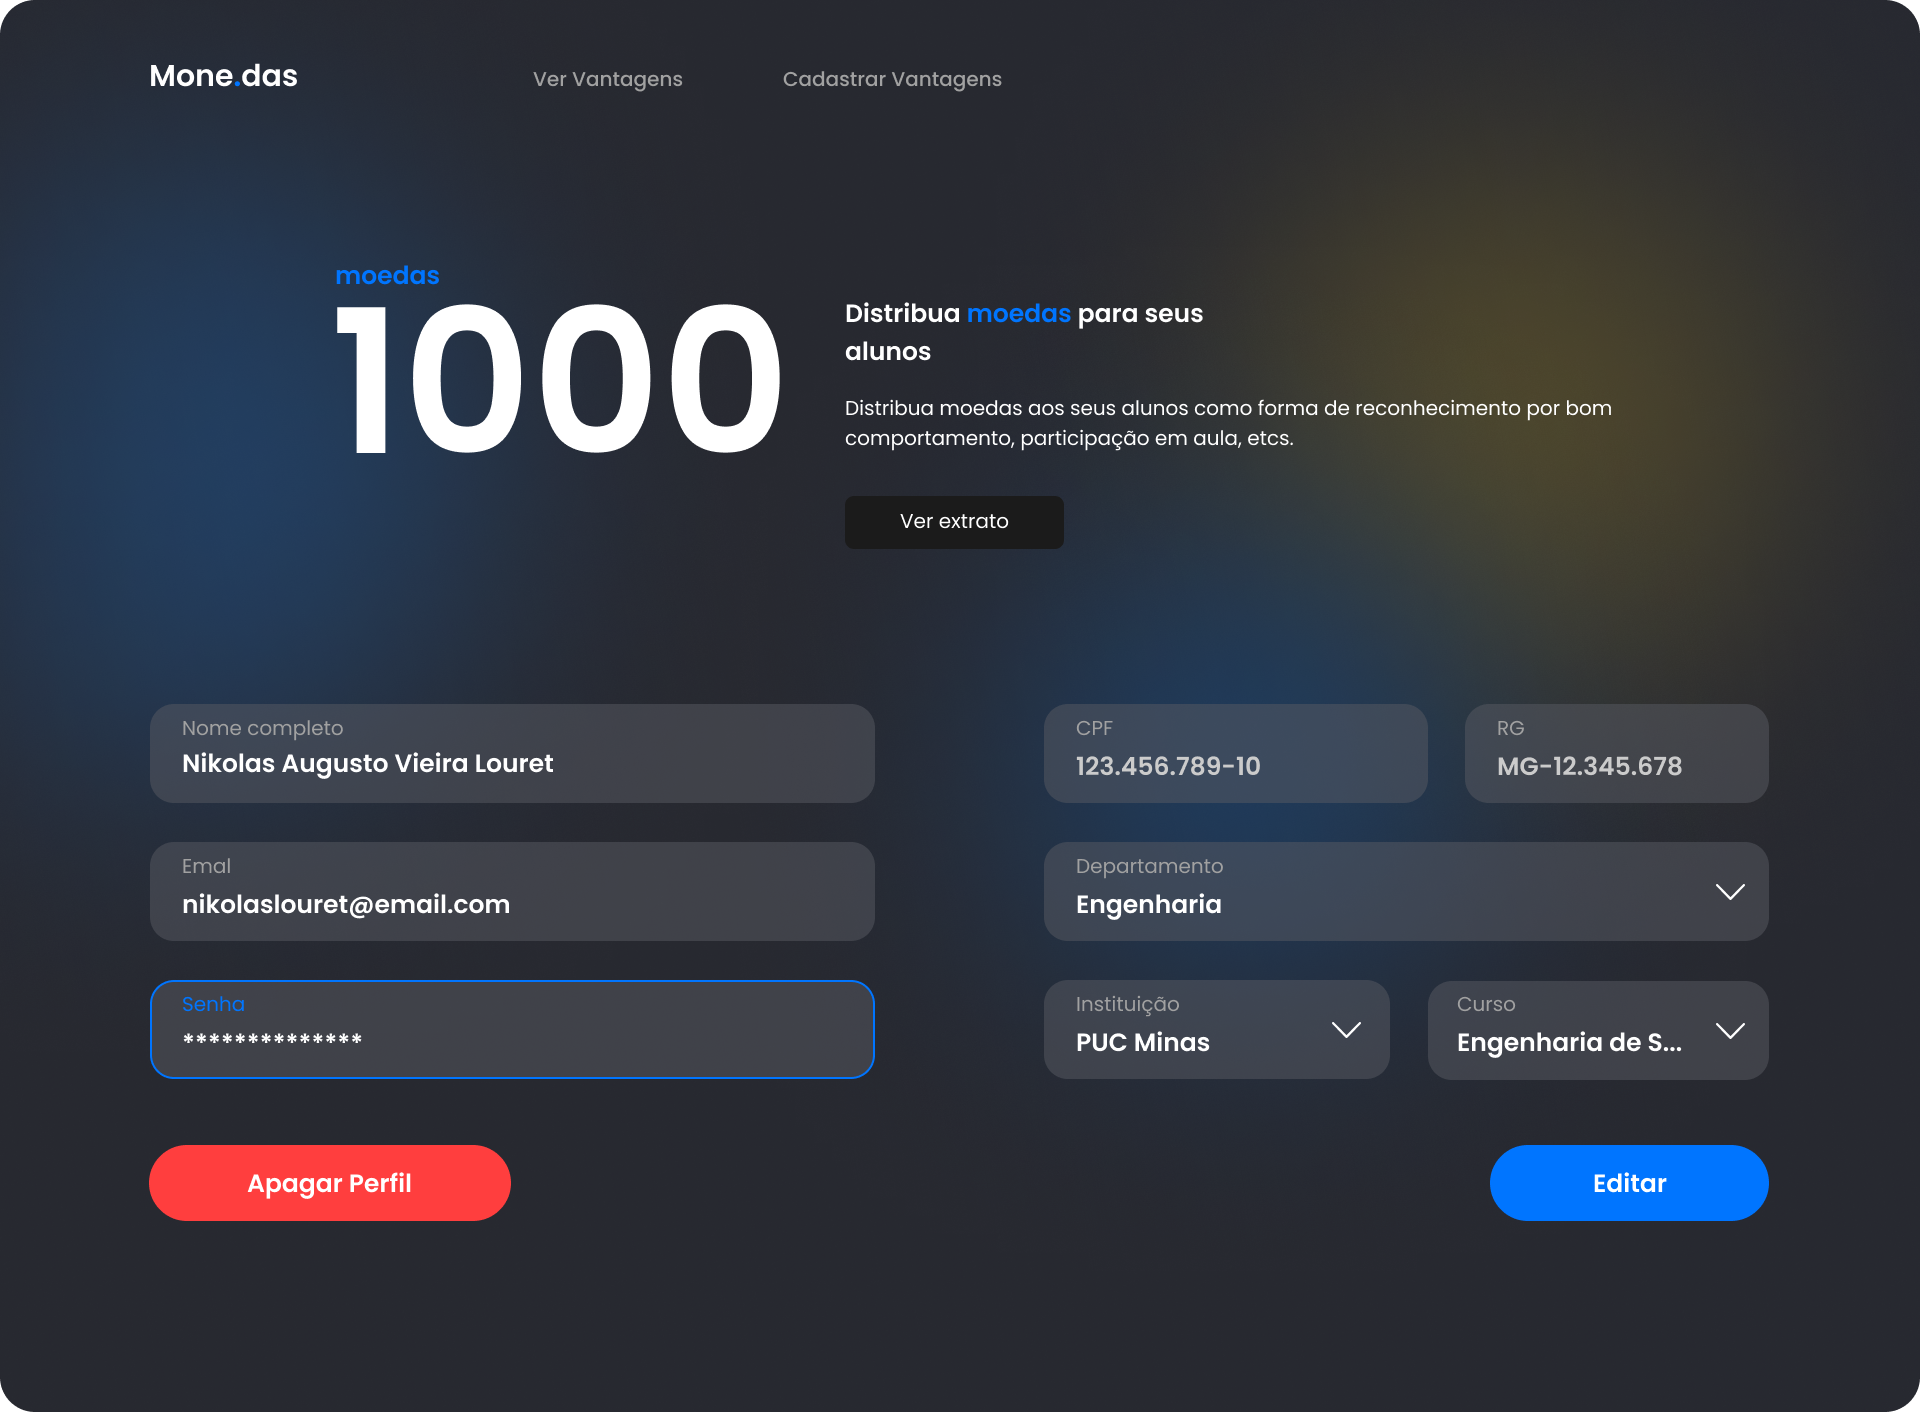 Mone.das
Ver Vantagens
Cadastrar Vantagens
moedas
1000
Distribua moedas para seus
alunos
Distribua moedas aos seus alunos como forma de reconhecimento por bom
comportamento, participação em aula, etcs.
Ver extrato
Nome completo
Nikolas Augusto Vieira Louret
CPF
123.456.789-10
RG
MG-12.345.678
Emal
nikolaslouret@email.com
Departamento
Engenharia
Senha
**************
Instituição
PUC Minas
Curso
Engenharia de S...
Apagar Perfil
Editar